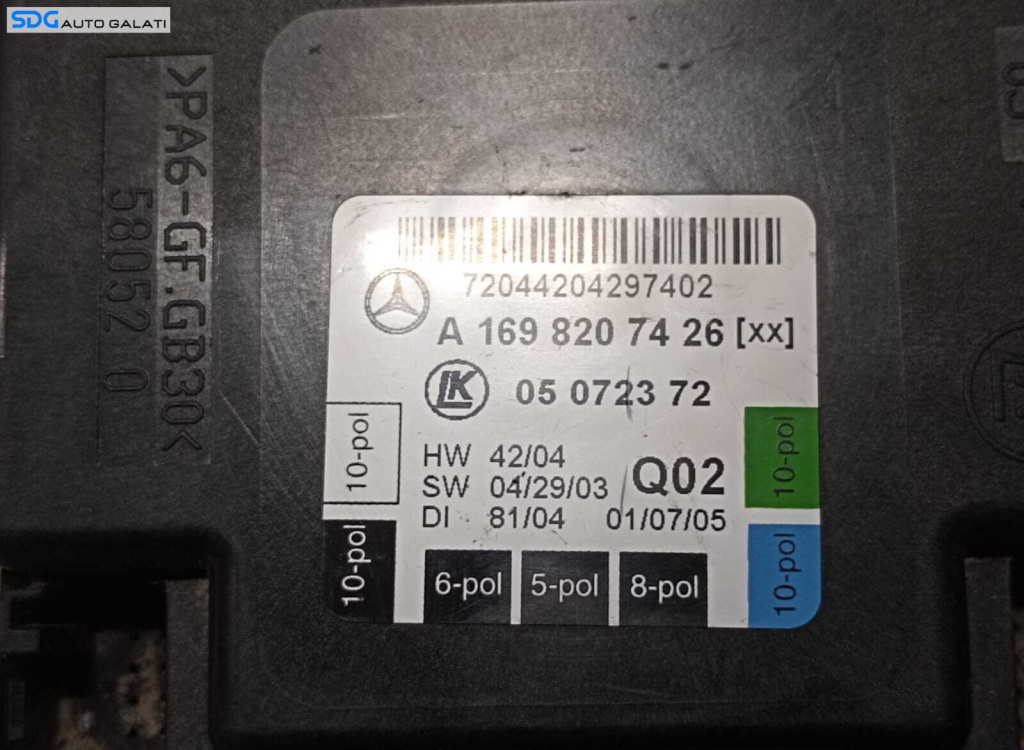 SDG AUTO GALATI
>PA6-GF.GB30<
58052 0
72044204297402
A 169 820 74 26 [xx]
LK 05 0723 72
HW 42/04
SW 04/29/03
Q02
DI 81/04 01/07/05
10-pol
10-pol
10-pol
10-pol
6-pol
5-pol
8-pol